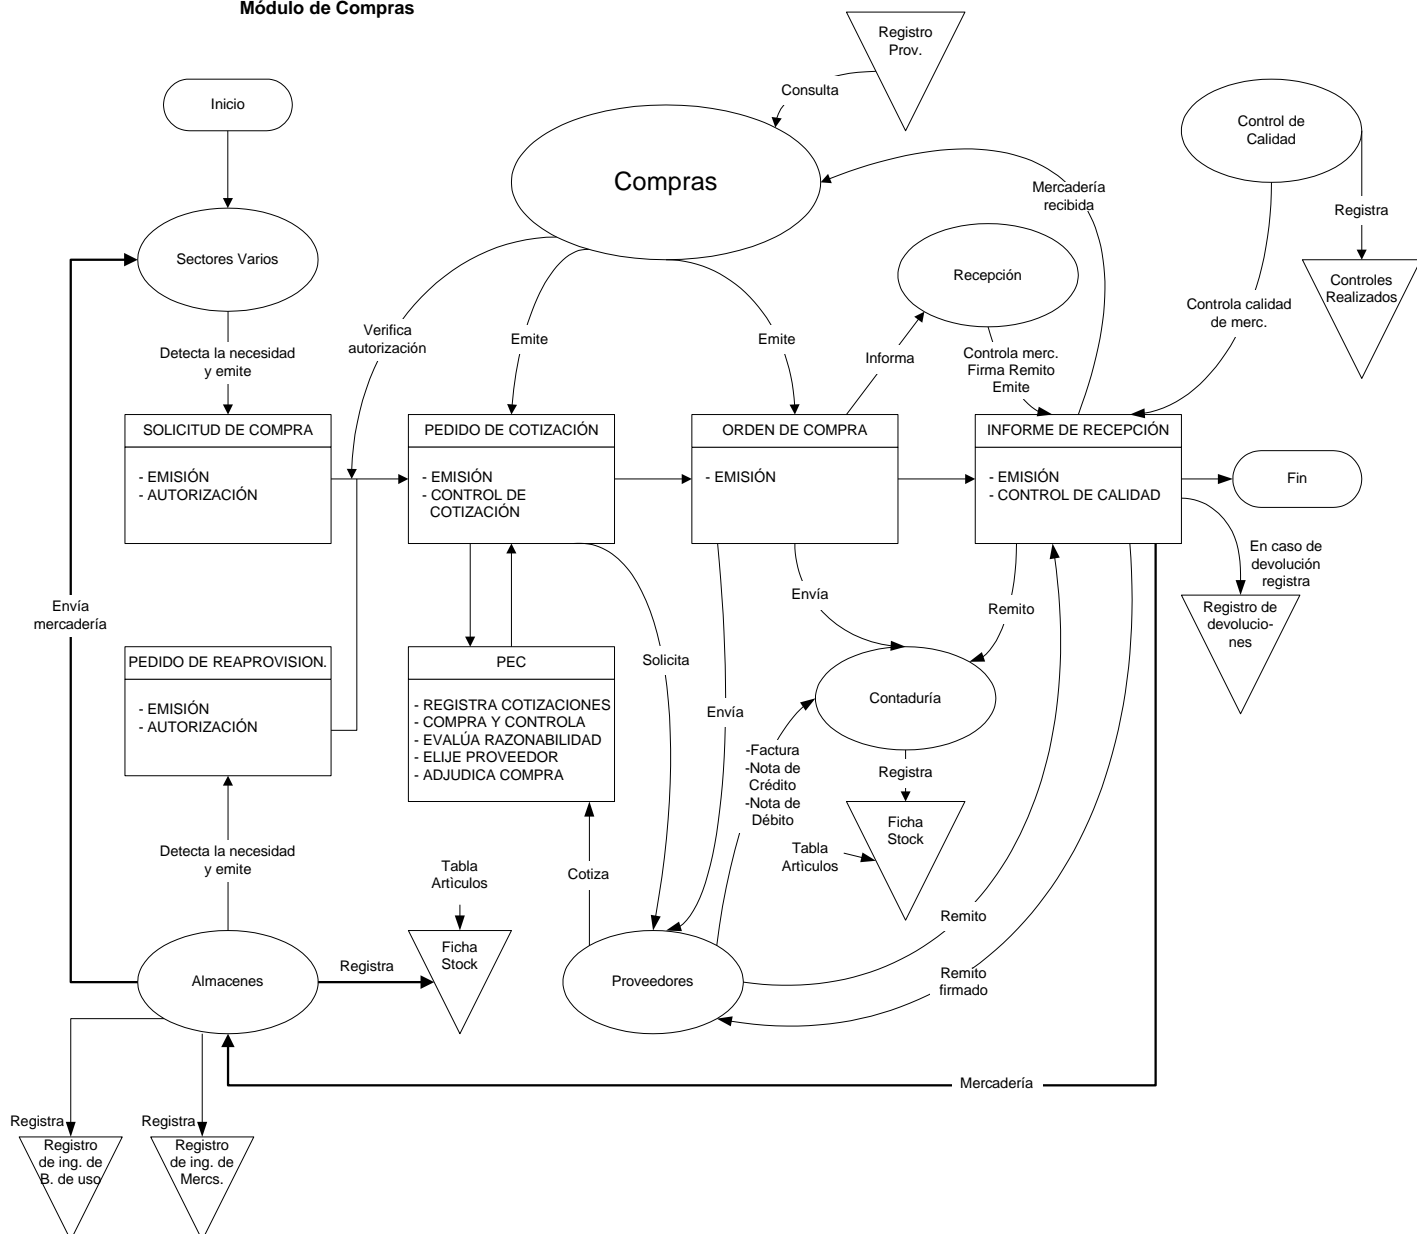 Módulo de Compras
Registro
Prov.
Consulta
Inicio
Control de
Calidad
Compras
Mercadería
recibida
Registra
Sectores Varios
Recepción
Controles
Realizados
Controla calidad
de merc.
Verifica
autorización
Emite
Emite
Informa
Controla merc.
Firma Remito
Emite
Detecta la necesidad
y emite
SOLICITUD DE COMPRA
- EMISIÓN
- AUTORIZACIÓN
PEDIDO DE COTIZACIÓN
- EMISIÓN
- CONTROL DE
COTIZACIÓN
ORDEN DE COMPRA
- EMISIÓN
INFORME DE RECEPCIÓN
- EMISIÓN
- CONTROL DE CALIDAD
Fin
En caso de
devolución
registra
Registro de
devolucio-
nes
Envía
mercadería
Envía
Remito
PEDIDO DE REAPROVISION.
- EMISIÓN
- AUTORIZACIÓN
PEC
- REGISTRA COTIZACIONES
- COMPRA Y CONTROLA
- EVALÚA RAZONABILIDAD
- ELIJE PROVEEDOR
- ADJUDICA COMPRA
Solicita
Envía
Contaduría
-Factura
-Nota de
Crédito
-Nota de
Débito
Registra
Ficha
Stock
Tabla
Artìculos
Detecta la necesidad
y emite
Tabla
Artìculos
Cotiza
Remito
Almacenes
Registra
Ficha
Stock
Proveedores
Remito
firmado
Mercadería
Registra
Registra
Registro
de ing. de
B. de uso
Registro
de ing. de
Mercs.